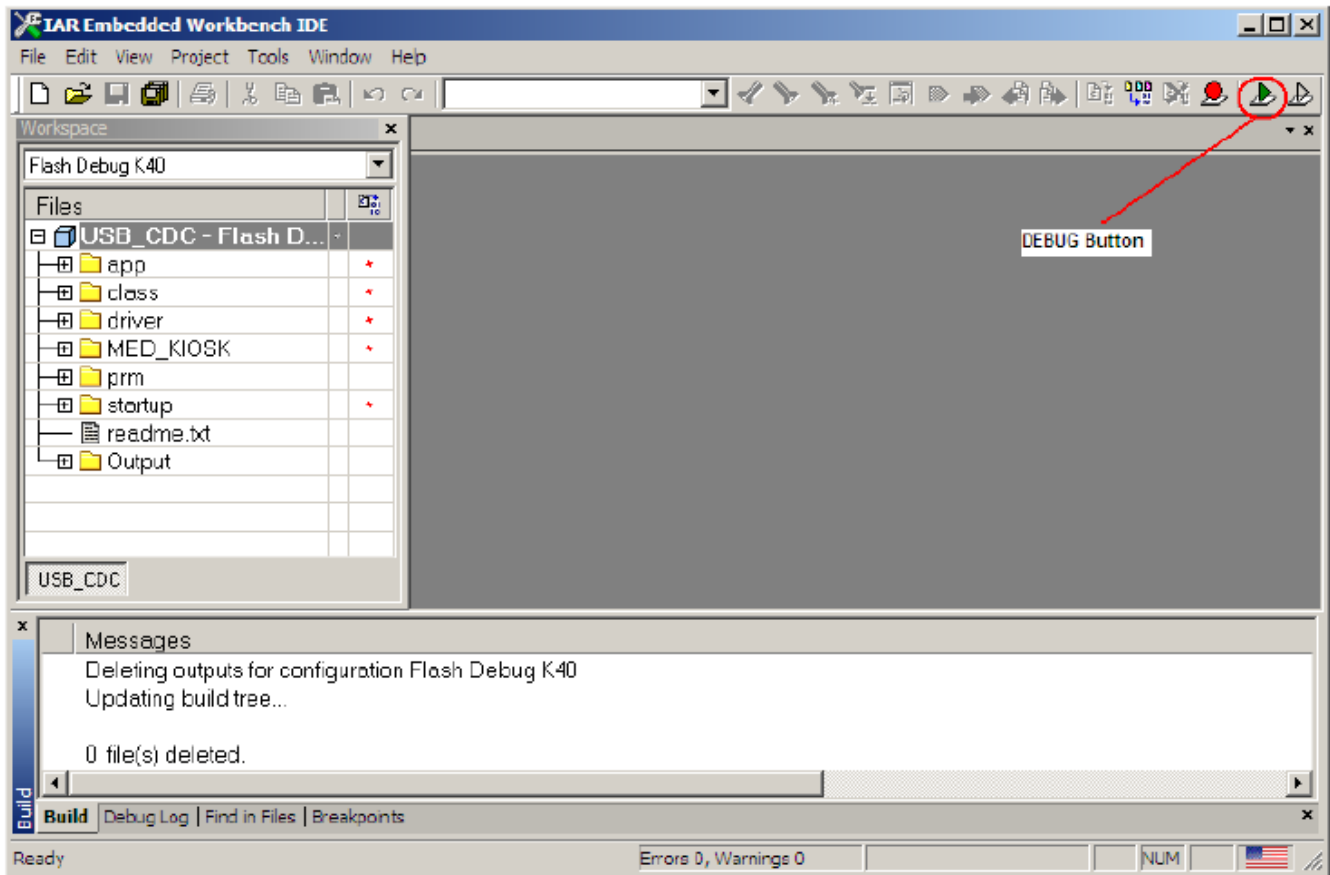 IAR Embedded Workbench IDE
File Edit View Project Tools Window Help
Workspace
Flash Debug K40
Files
USB_CDC - Flash D...
app
class
driver
MED_KIOSK
prm
startup
readme.txt
Output
USB_CDC
DEBUG Button
Messages
Deleting outputs for configuration Flash Debug K40
Updating build tree...
0 file(s) deleted.
Build
Build Debug Log Find in Files Breakpoints
Ready Errors 0, Warnings 0 NUM